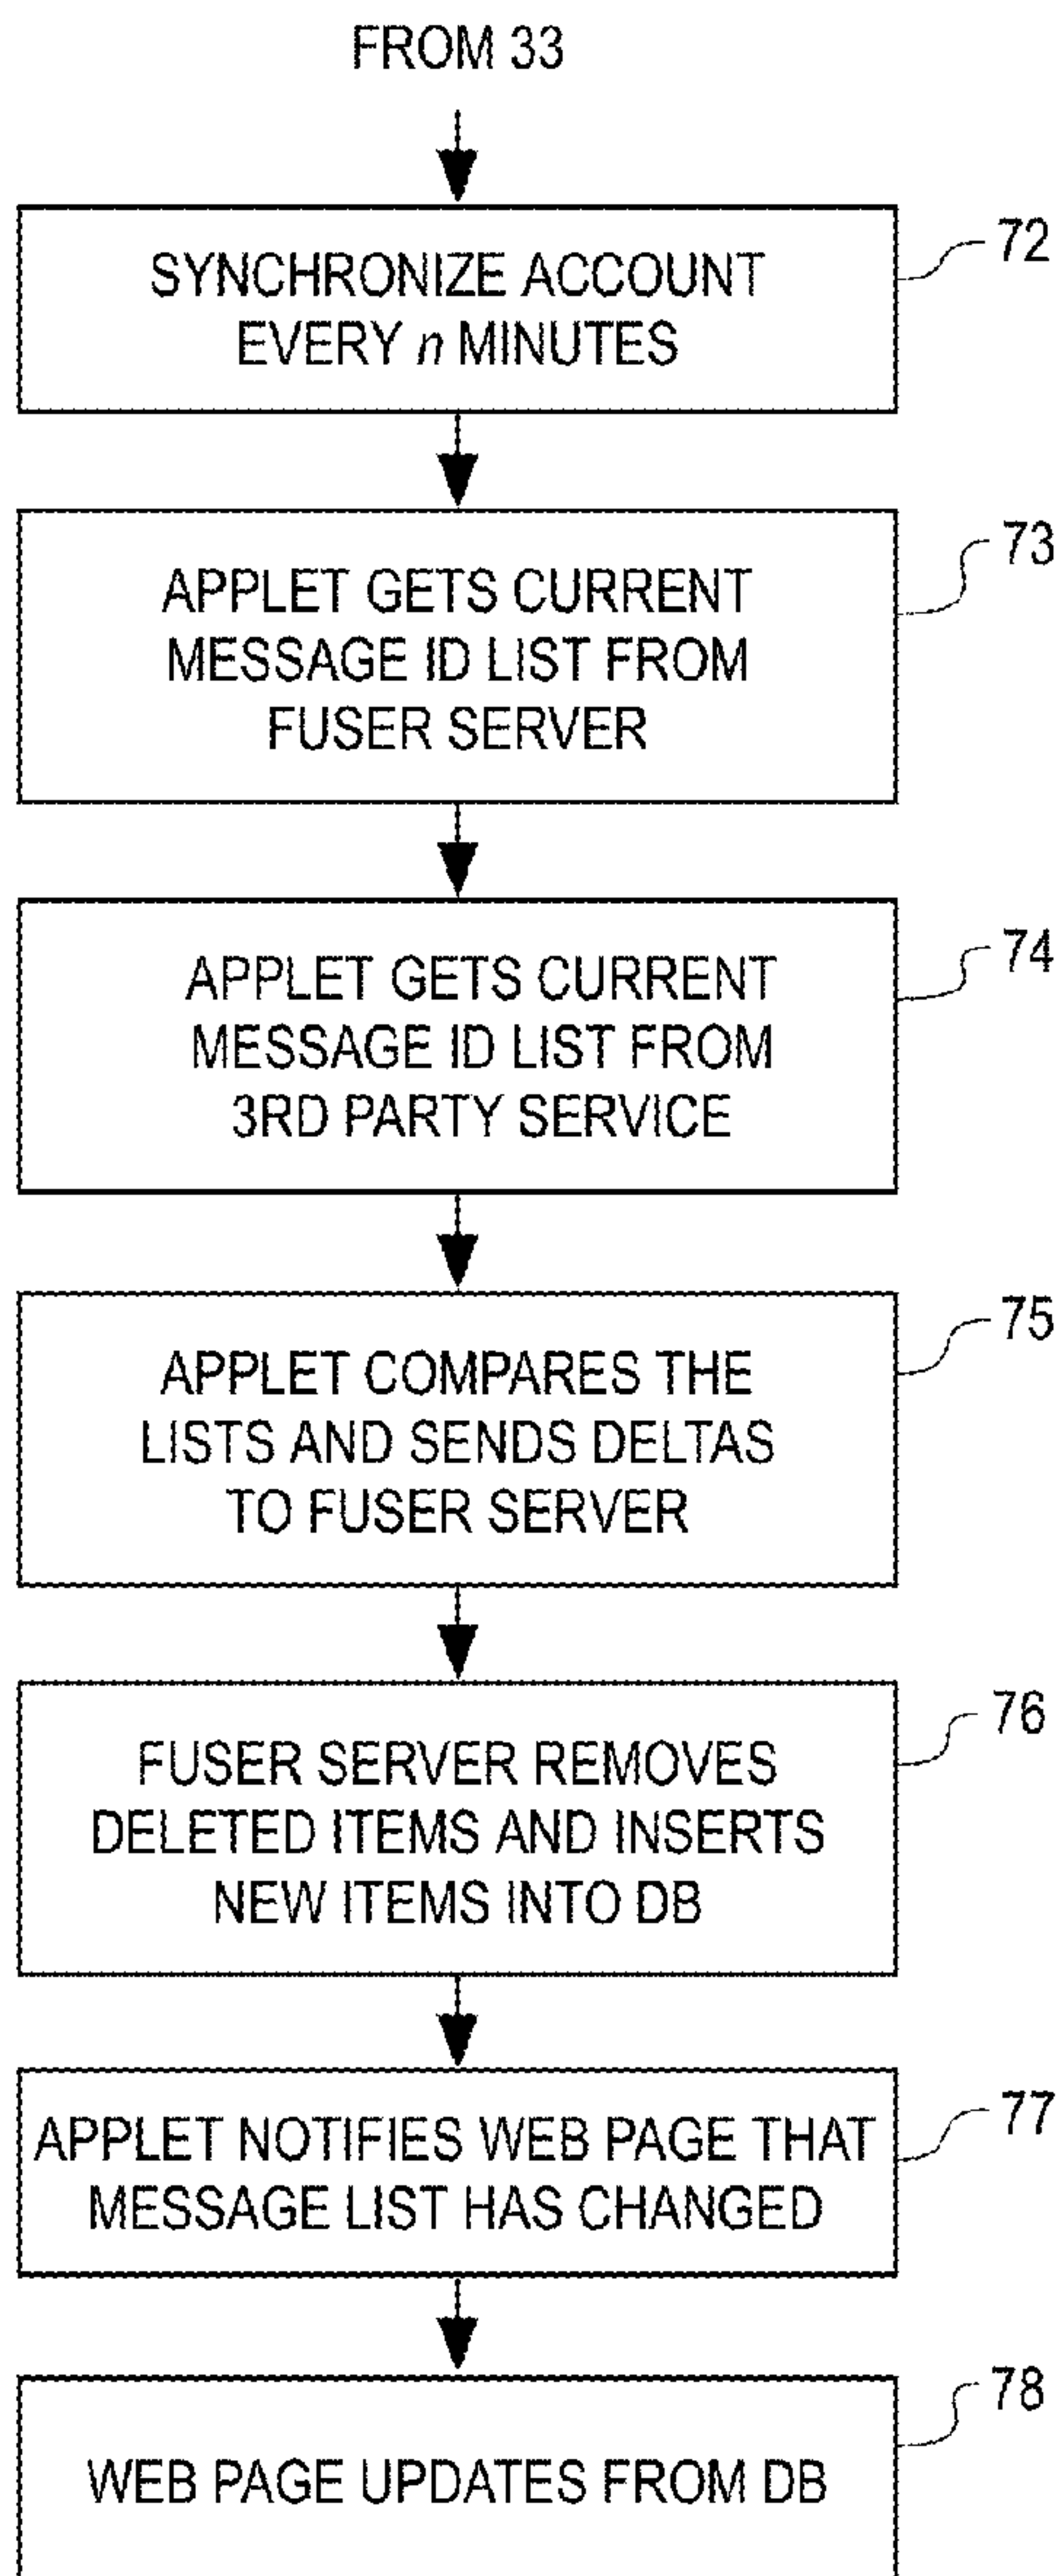 FROM 33
72
SYNCHRONIZE ACCOUNT
EVERY n MINUTES
73
APPLET GETS CURRENT
MESSAGE ID LIST FROM
FUSER SERVER
74
APPLET GETS CURRENT
MESSAGE ID LIST FROM
3RD PARTY SERVICE
75
APPLET COMPARES THE
LISTS AND SENDS DELTAS
TO FUSER SERVER
76
FUSER SERVER REMOVES
DELETED ITEMS AND INSERTS
NEW ITEMS INTO DB
77
APPLET NOTIFIES WEB PAGE THAT
MESSAGE LIST HAS CHANGED
78
WEB PAGE UPDATES FROM DB